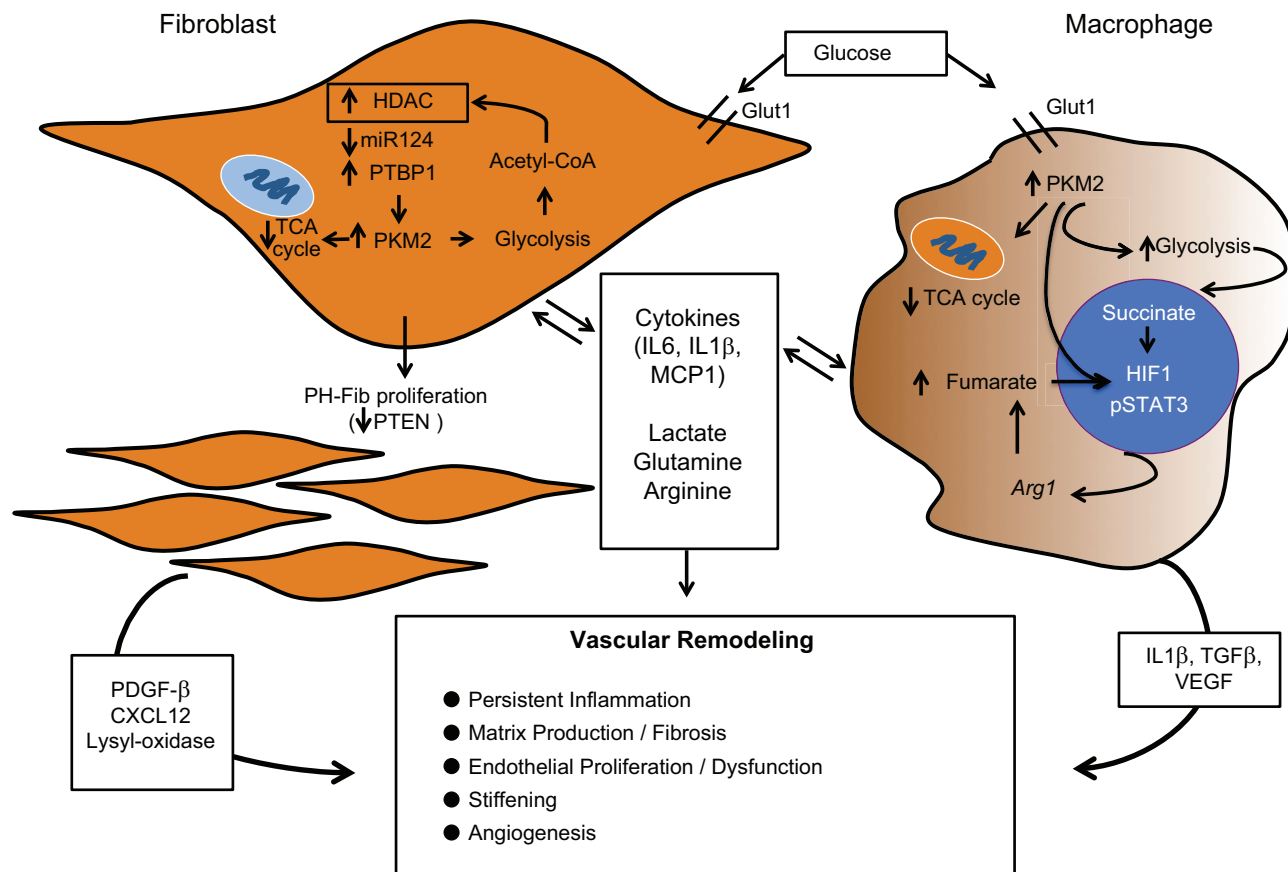 Fibroblast
Macrophage
Glucose
Glut1
Glut1
HDAC
miR124
PTBP1
Acetyl-CoA
TCA
cycle
PKM2
Glycolysis
PKM2
Glycolysis
TCA cycle
Succinate
HIF1
pSTAT3
Fumarate
Arg1
Cytokines
(IL6, IL1β,
MCP1)
Lactate
Glutamine
Arginine
PH-Fib proliferation
( PTEN )
PDGF-β
CXCL12
Lysyl-oxidase
IL1β, TGFβ,
VEGF
Vascular Remodeling
● Persistent Inflammation
● Matrix Production / Fibrosis
● Endothelial Proliferation / Dysfunction
● Stiffening
● Angiogenesis